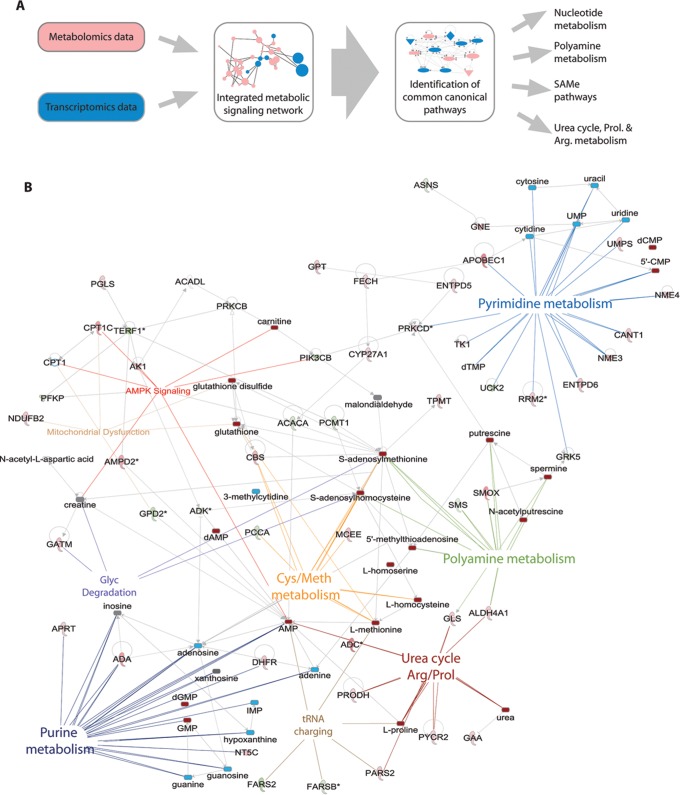 A
Metabolomics data
Transcriptomics data
Integrated metabolic
signaling network
Identification of
common canonical
pathways
Nucleotide
metabolism
Polyamine
metabolism
SAMe
pathways
Urea cycle, Prol. &
Arg. metabolism
B
ASNS
cytosine
uracil
GNE
UMP
uridine
cytidine
UMPS
dCMP
APOBEC1
5'-CMP
GPT
FECH
ENTPD5
NME4
PGLS
ACADL
PRKCB
Pyrimidine metabolism
CPT1C
TERF1*
carnitine
PRKCD*
CANT1
TK1
CPT1
AK1
PIK3CB
CYP27A1
NME3
dTMP
AMPK Signaling
glutathione disulfide
UCK2
ENTPD6
PFKP
malondialdehyde
TPMT
RRM2*
NDUFB2
Mitochondrial Dysfunction
glutathione
ACACA
PCMT1
putrescine
N-acetyl-L-aspartic acid
AMPD2*
CBS
S-adenosylmethionine
GRK5
spermine
creatine
3-methylcytidine
S-adenosylhomocysteine
SMOX
SMS
GPD2*
ADK*
N-acetylputrescine
dAMP
PCCA
MCEE
5'-methylthioadenosine
GATM
Polyamine metabolism
Glyc
Degradation
Cys/Meth
metabolism
L-homoserine
L-homocysteine
inosine
APRT
AMP
L-methionine
GLS
ALDH4A1
ADA
adenosine
ADC*
DHFR
xanthosine
adenine
Urea cycle
Arg/Prol
dGMP
PRODH
IMP
GMP
tRNA
charging
urea
Purine
metabolism
hypoxanthine
L-proline
PYCR2
GAA
NT5C
guanosine
guanine
FARS2
FARSB*
PARS2